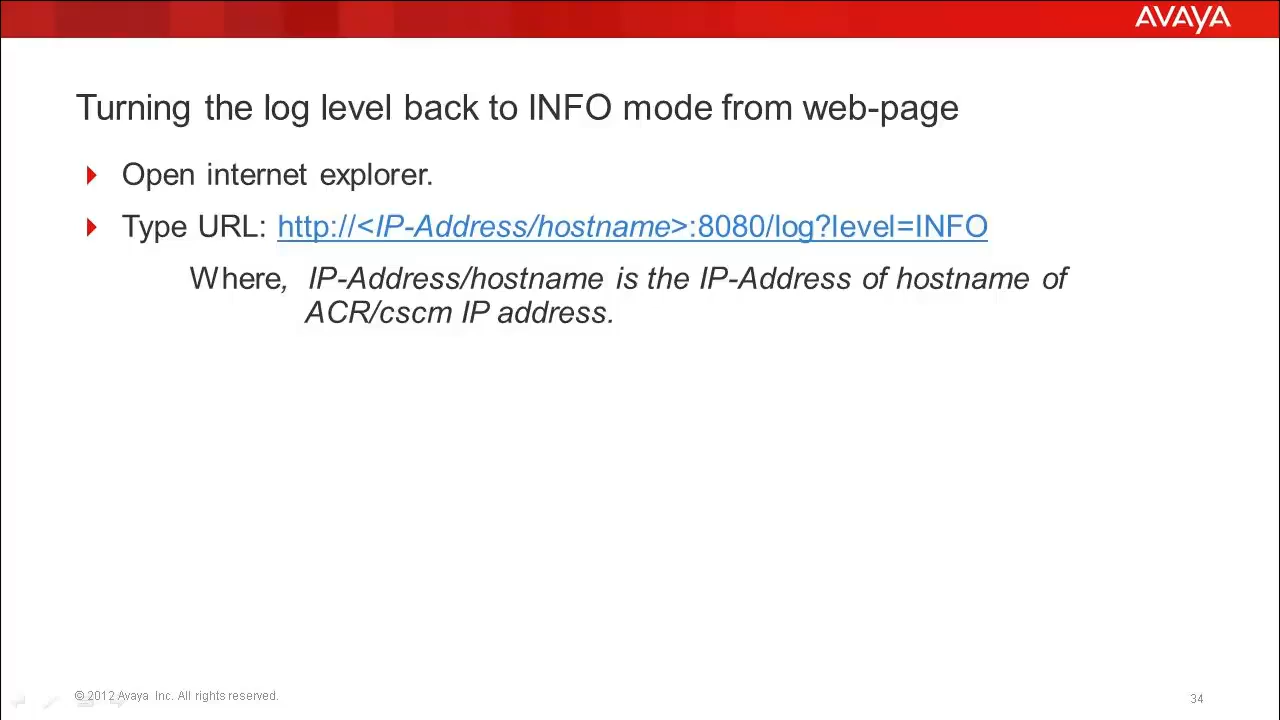 AVAYA
Turning the log level back to INFO mode from web-page
Open internet explorer.
Type URL: http://<IP-Address/hostname>:8080/log?level=INFO
Where, IP-Address/hostname is the IP-Address of hostname of
ACR/cscm IP address.
© 2012 Avaya Inc. All rights reserved.
34